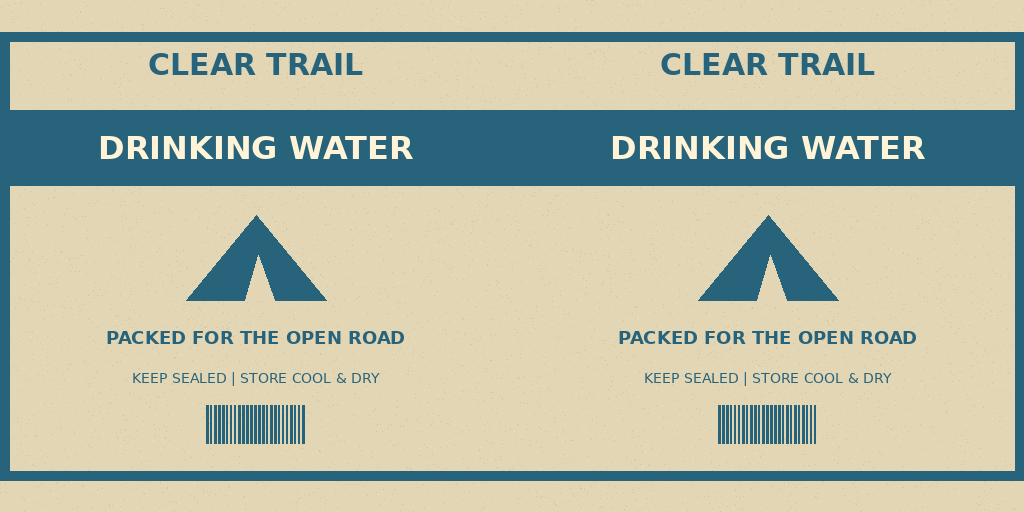 CLEAR TRAIL
DRINKING WATER
PACKED FOR THE OPEN ROAD
KEEP SEALED | STORE COOL & DRY
CLEAR TRAIL
DRINKING WATER
PACKED FOR THE OPEN ROAD
KEEP SEALED | STORE COOL & DRY